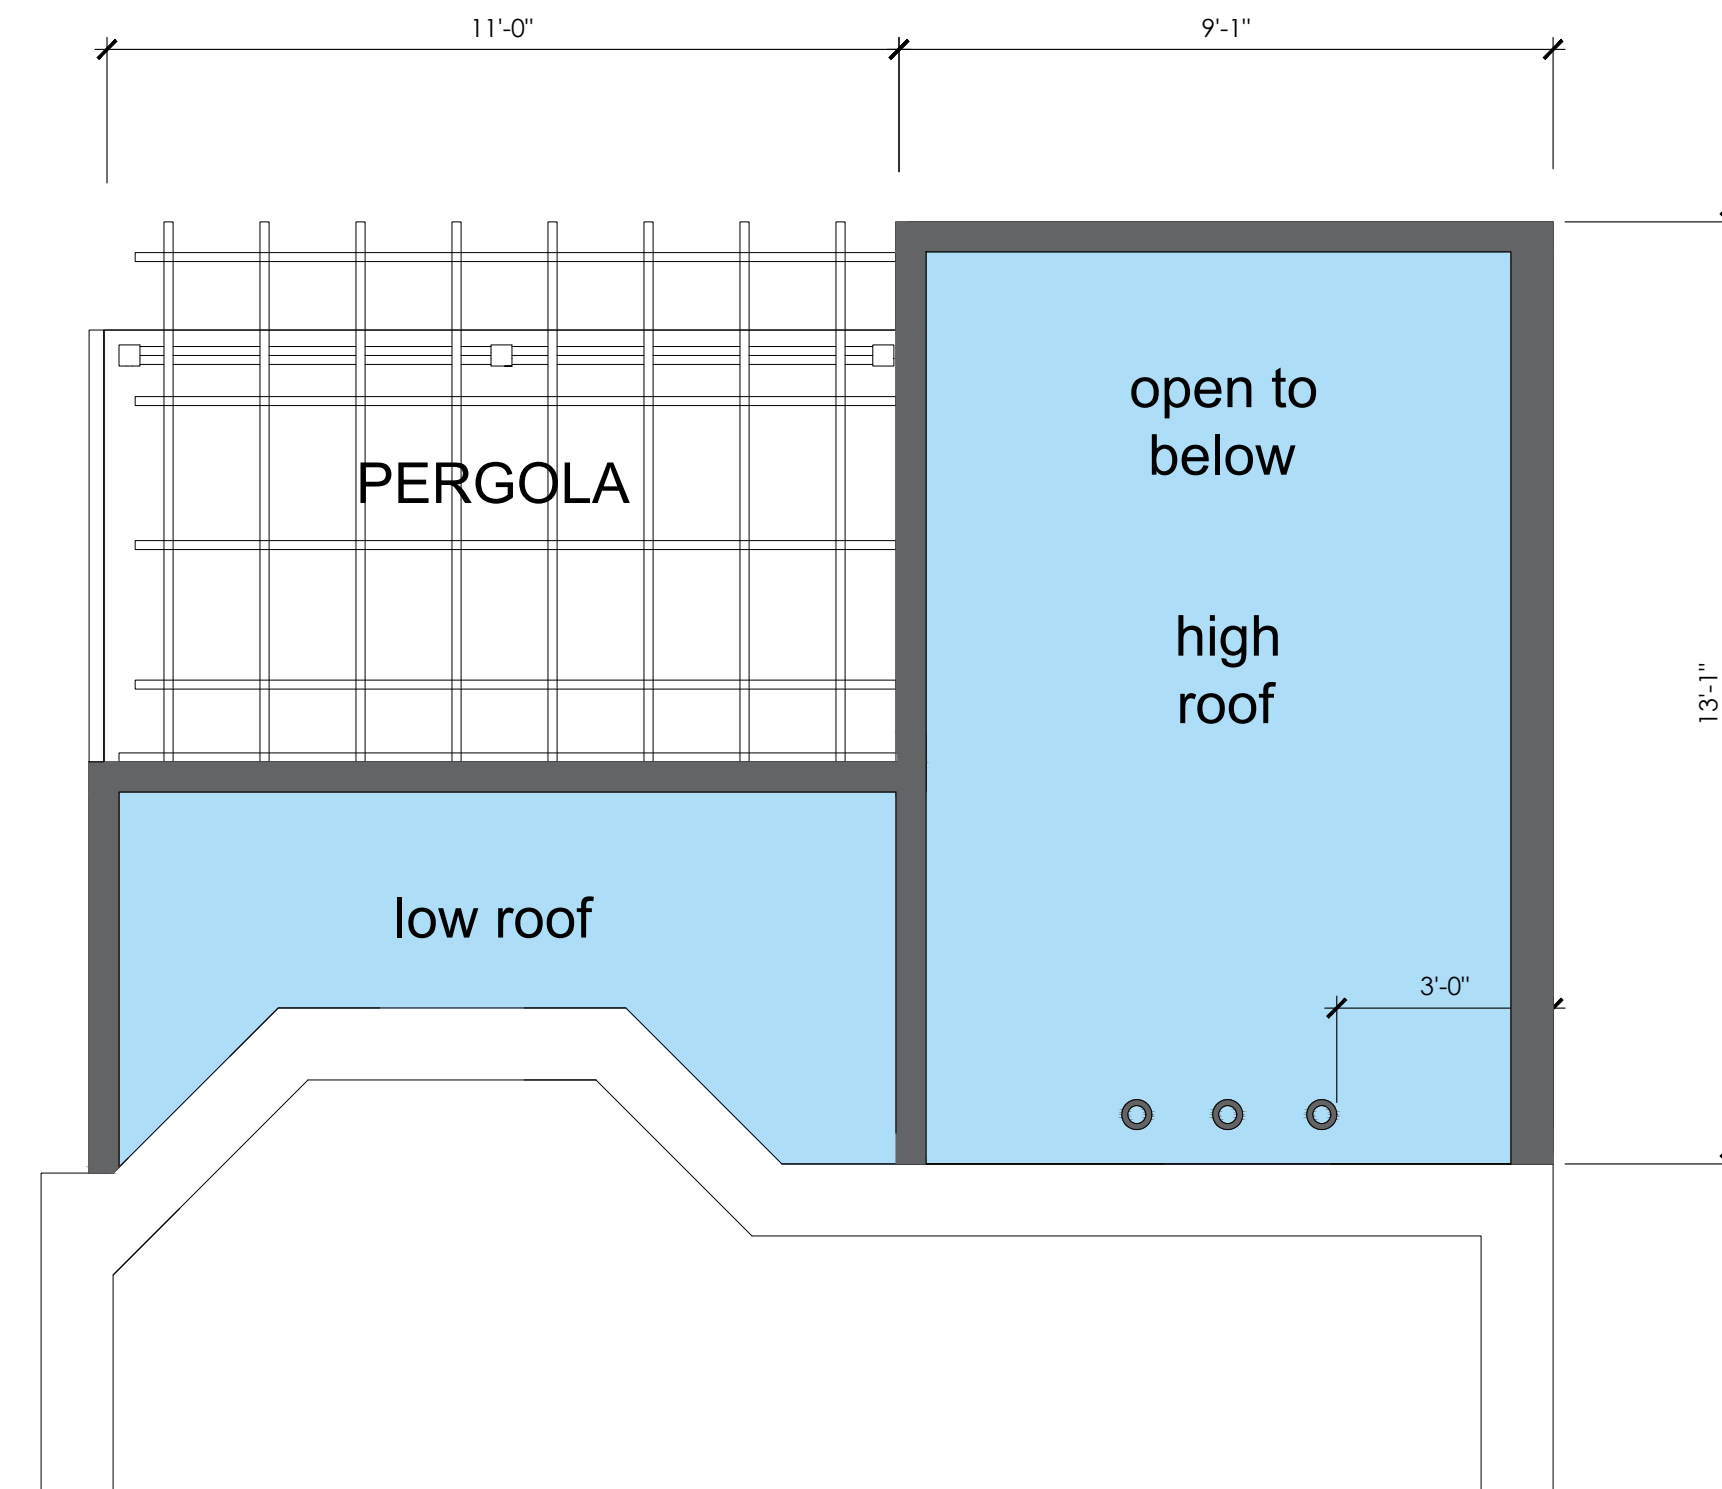 11'-0"
9'-1"
open to
below
PERGOLA
high
roof
13'-1"
low roof
3'-0"